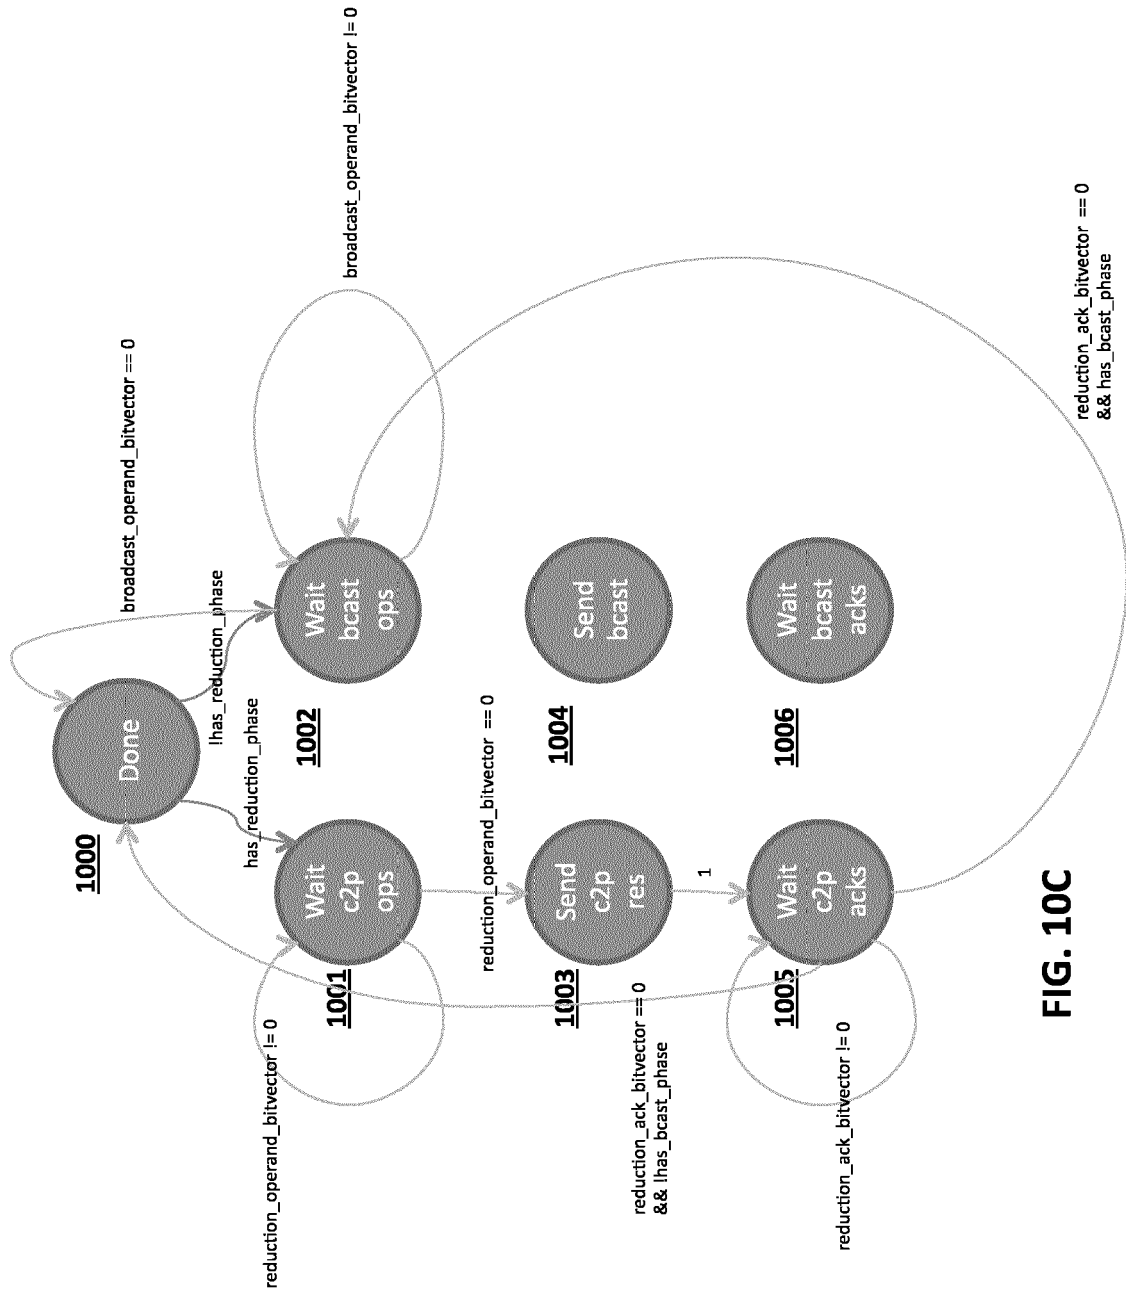 broadcast_operand_bitvector == 0
broadcast_operand_bitvector != 0
1000
Done
!has_reduction_phase
has_reduction_phase
1001
Wait
c2p
ops
1002
Wait
bcast
ops
reduction_operand_bitvector != 0
reduction_operand_bitvector == 0
1003
Send
c2p
res
1004
Send
bcast
1
reduction_ack_bitvector == 0
&& !has_bcast_phase
1005
Wait
c2p
acks
1006
Wait
bcast
acks
reduction_ack_bitvector != 0
reduction_ack_bitvector == 0
&& has_bcast_phase
FIG. 10C